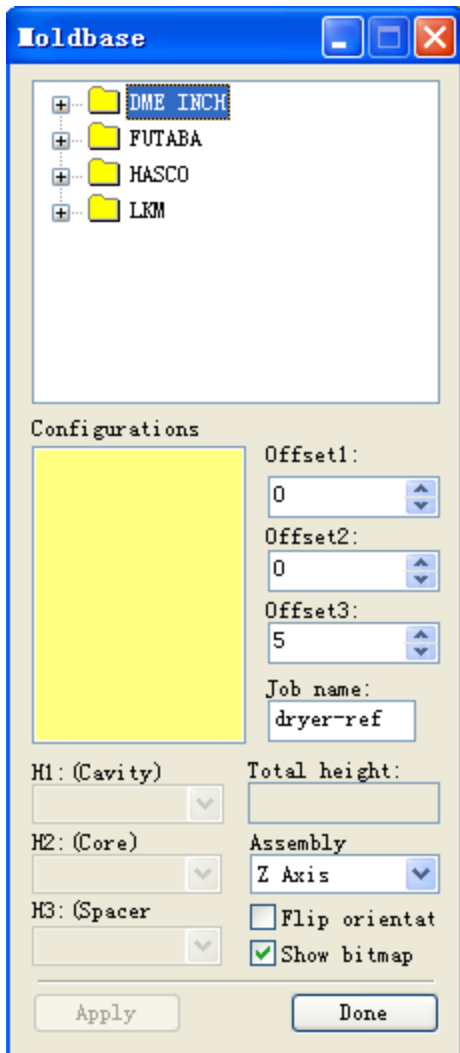 Moldbase
DME INCH
FUTABA
HASCO
LKM
Configurations
Offset1:
0
Offset2:
0
Offset3:
5
Job name:
dryer-ref
H1: (Cavity)
Total height:
H2: (Core)
Assembly
Z Axis
H3: (Spacer
Flip orientat
Show bitmap
Apply
Done